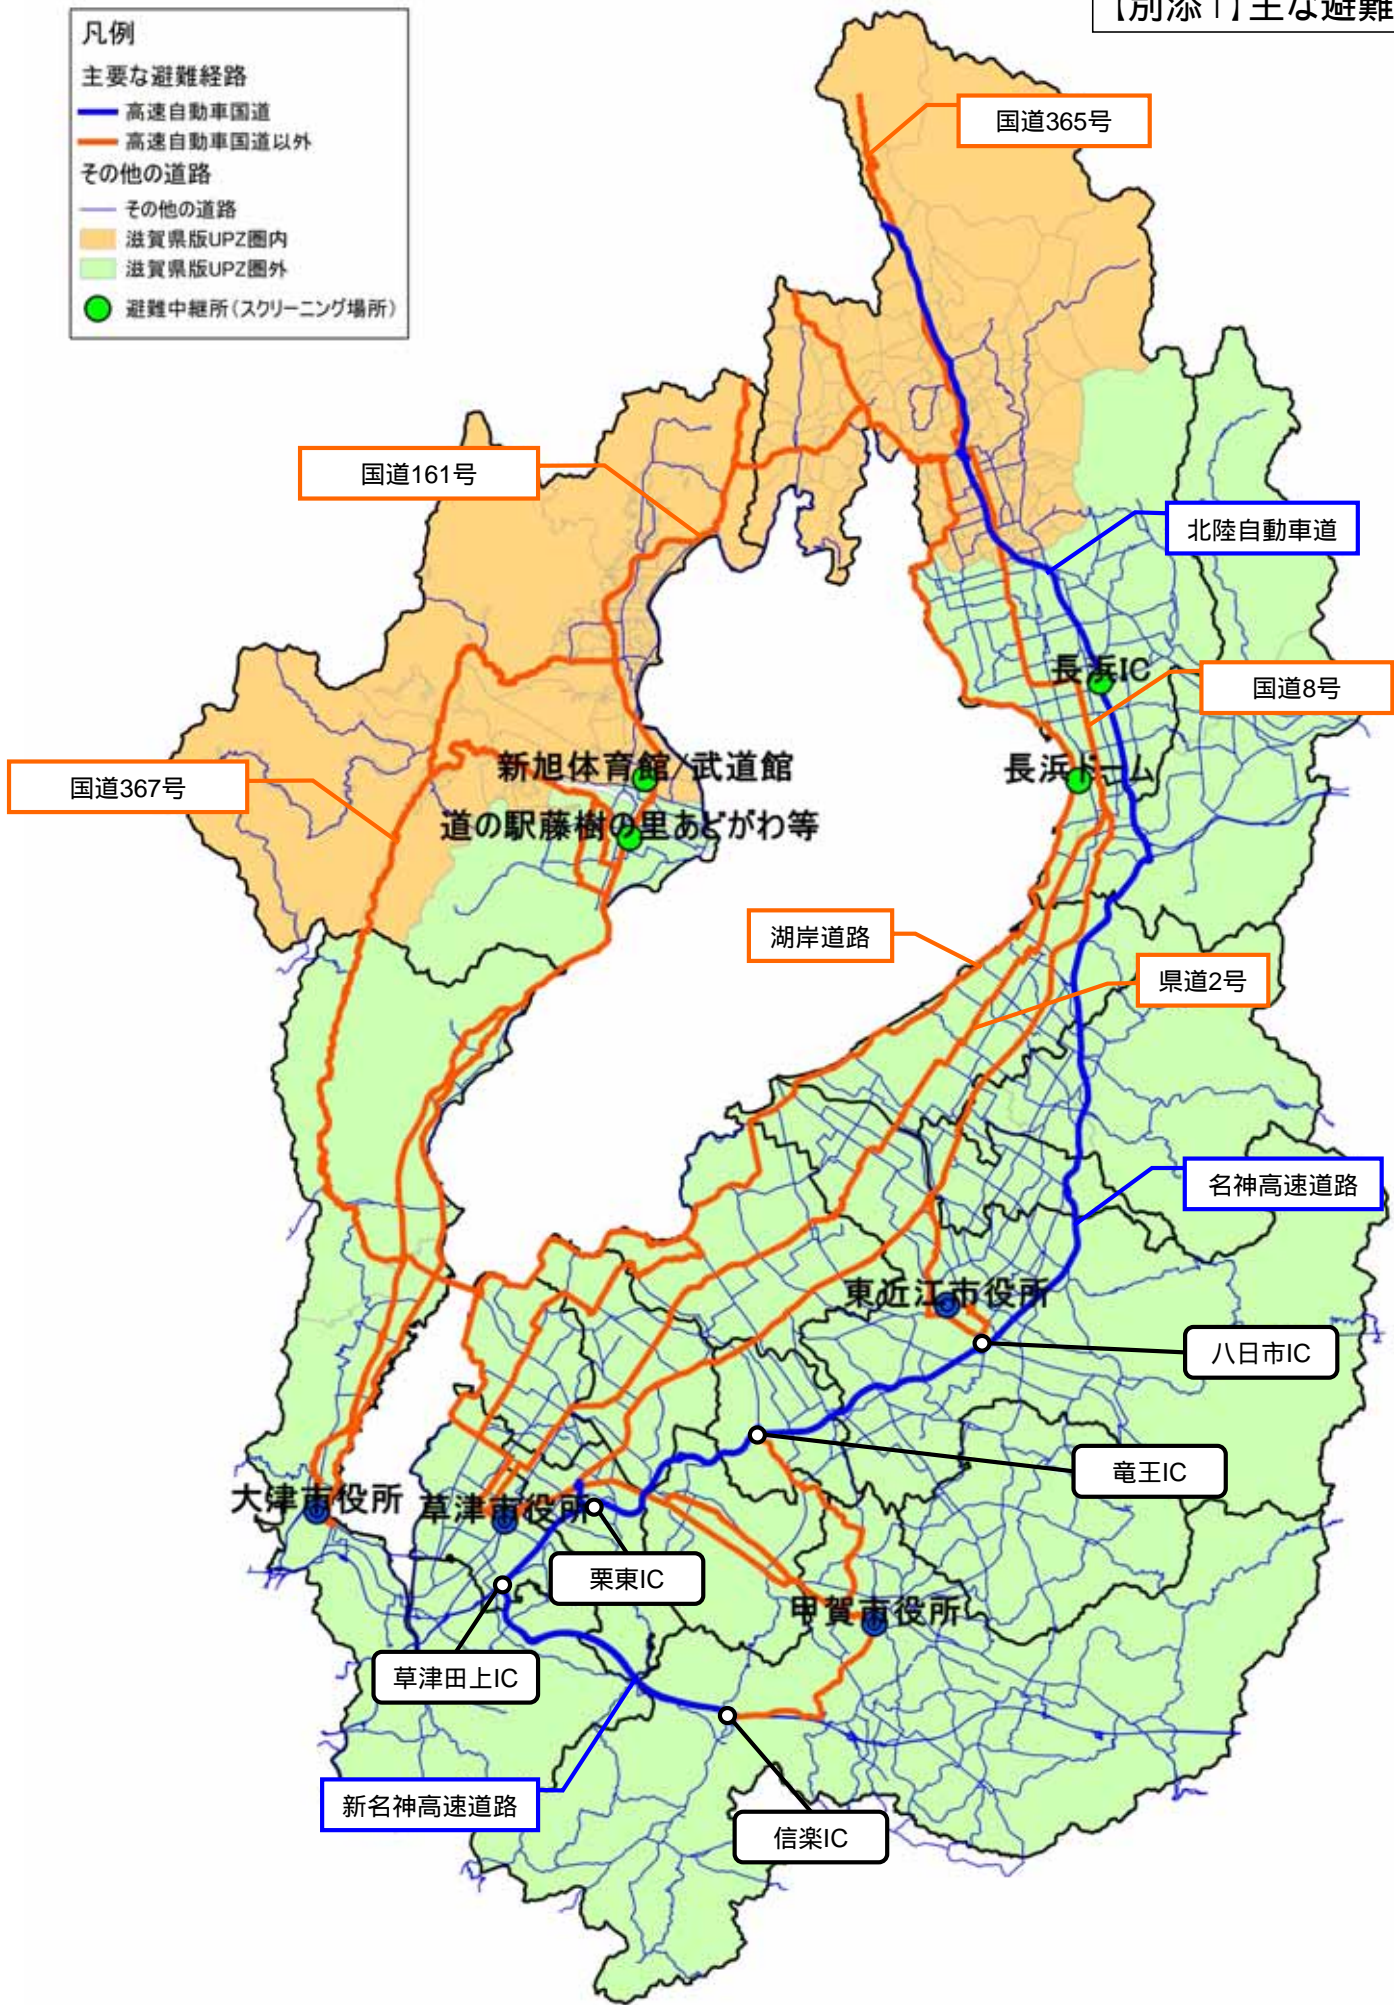 【別添1】主な避難
凡例
主要な避難経路
高速自動車国道
高速自動車国道以外
その他の道路
その他の道路
滋賀県版UPZ圏内
滋賀県版UPZ圏外
避難中継所(スクリーニング場所)
国道365号
国道161号
北陸自動車道
長浜IC
国道8号
国道367号
新旭体育館/武道館
長浜ドーム
道の駅藤樹の里あどがわ等
湖岸道路
県道2号
名神高速道路
東近江市役所
八日市IC
竜王IC
大津市役所
草津市役所
栗東IC
甲賀市役所
草津田上IC
新名神高速道路
信楽IC